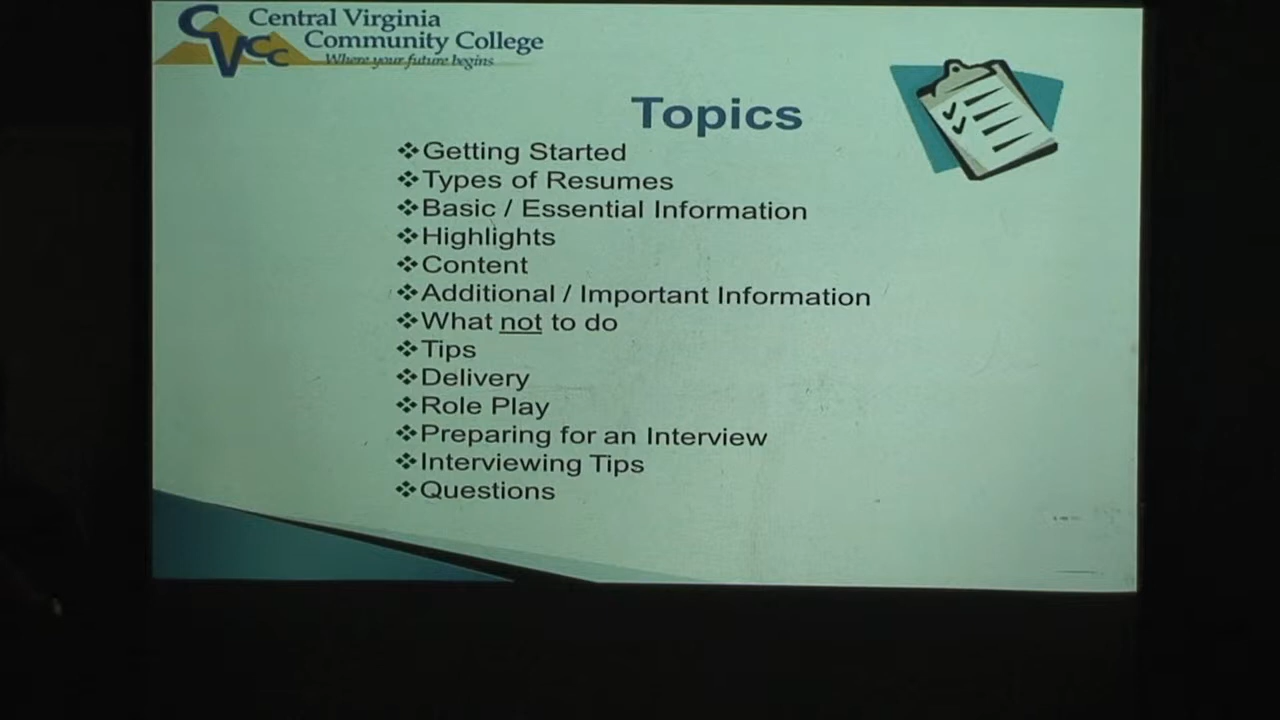 CVCC
Central Virginia
Community College
Where your future begins
Topics
❖Getting Started
❖Types of Resumes
❖Basic / Essential Information
❖Highlights
❖Content
❖Additional / Important Information
❖What not to do
❖Tips
❖Delivery
❖Role Play
❖Preparing for an Interview
❖Interviewing Tips
❖Questions